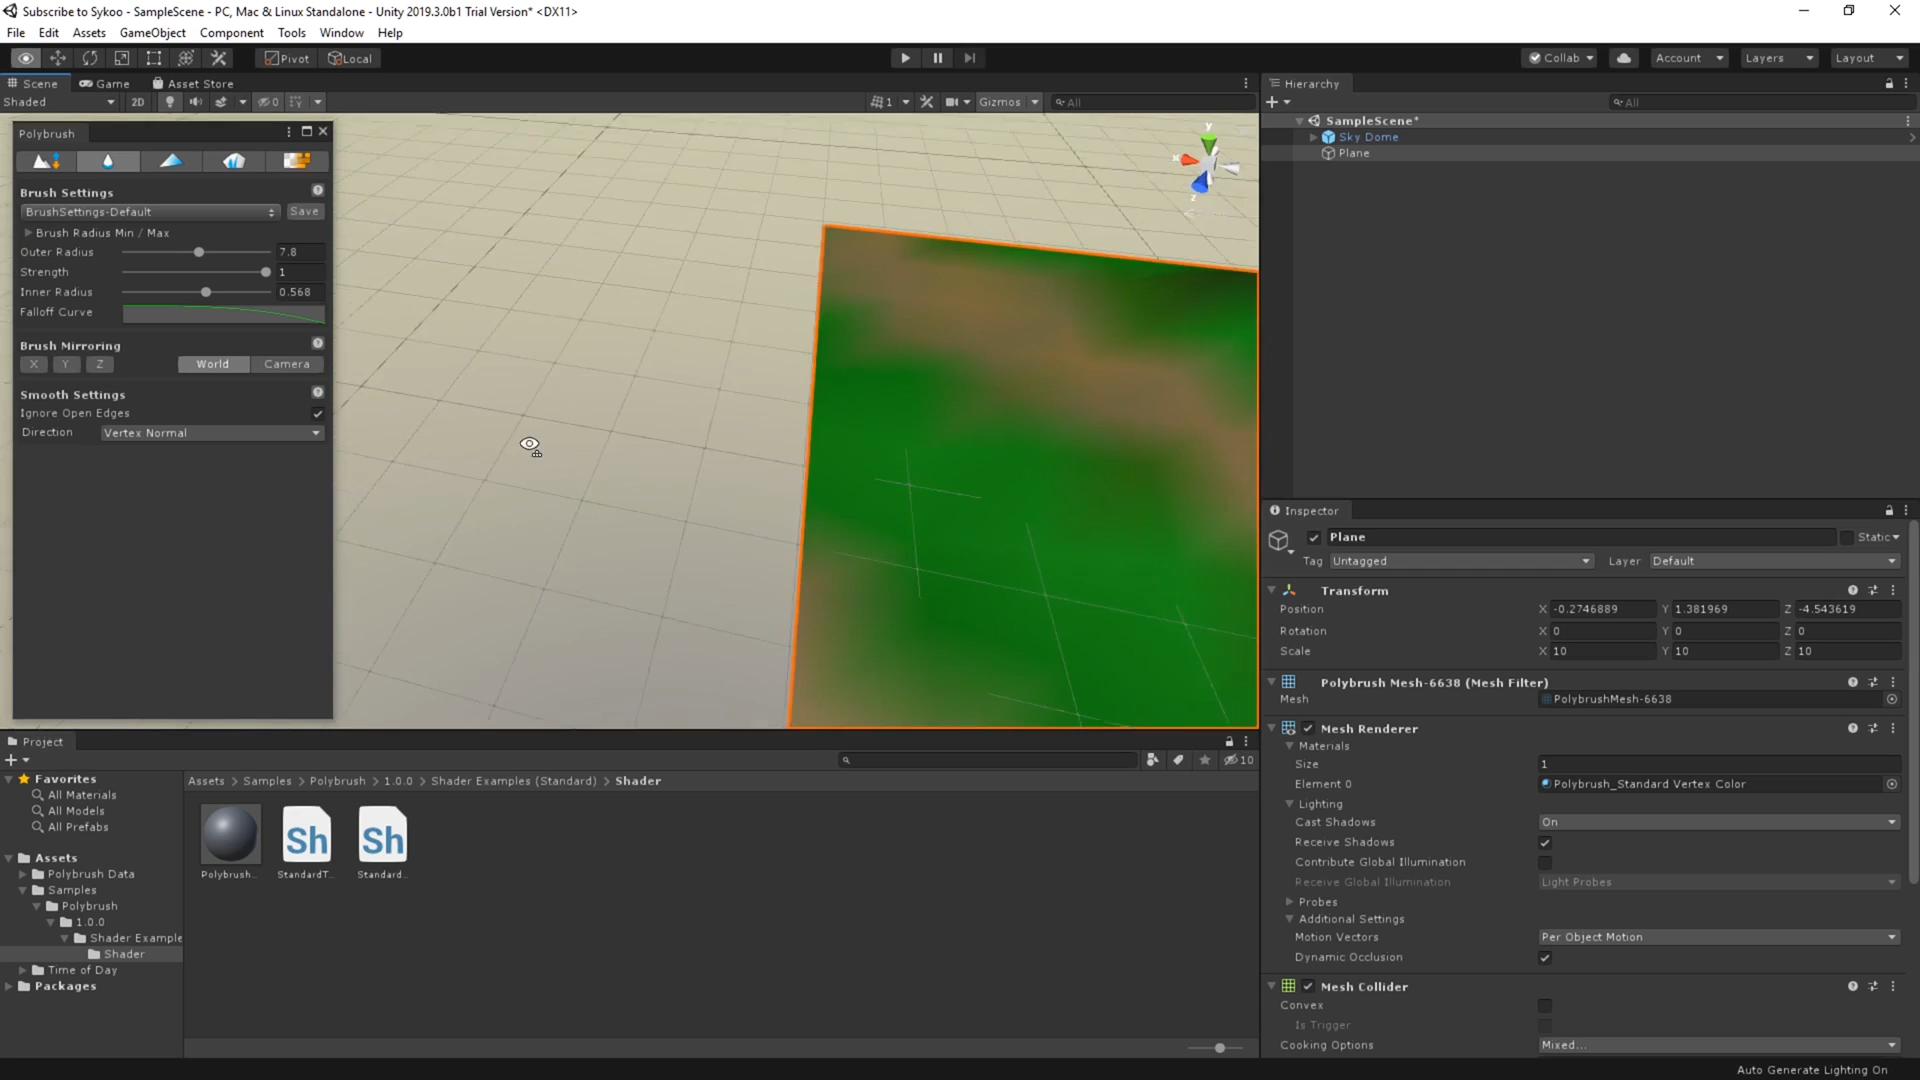 Subscribe to Sykoo - SampleScene - PC, Mac & Linux Standalone - Unity 2019.3.0b1 Trial Version* <DX11>
File Edit Assets GameObject Component Tools Window Help
Pivot Local Collab Account Layers Layout
Scene Game Asset Store
Shaded 2D 0 1 Gizmos All
Polybrush
Brush Settings
BrushSettings-Default Save
Brush Radius Min / Max
Outer Radius 7.8
Strength 1
Inner Radius 0.568
Falloff Curve
Brush Mirroring
X Y Z World Camera
Smooth Settings
Ignore Open Edges
Direction Vertex Normal
y
x
z
Hierarchy
All
SampleScene*
Sky Dome
Plane
Inspector
Plane Static
Tag Untagged Layer Default
Transform
Position X -0.2746889 Y 1.381969 Z -4.543619
Rotation X 0 Y 0 Z 0
Scale X 10 Y 10 Z 10
Polybrush Mesh-6638 (Mesh Filter)
Mesh PolybrushMesh-6638
Mesh Renderer
Materials
Size 1
Element 0 Polybrush_Standard Vertex Color
Lighting
Cast Shadows On
Receive Shadows
Contribute Global Illumination
Receive Global Illumination Light Probes
Probes
Additional Settings
Motion Vectors Per Object Motion
Dynamic Occlusion
Mesh Collider
Convex
Is Trigger
Cooking Options Mixed...
Project
10
Favorites
All Materials
All Models
All Prefabs
Assets
Polybrush Data
Samples
Polybrush
1.0.0
Shader Example
Shader
Time of Day
Packages
Assets > Samples > Polybrush > 1.0.0 > Shader Examples (Standard) > Shader
Sh Sh
Polybrush... StandardT... Standard...
Auto Generate Lighting On